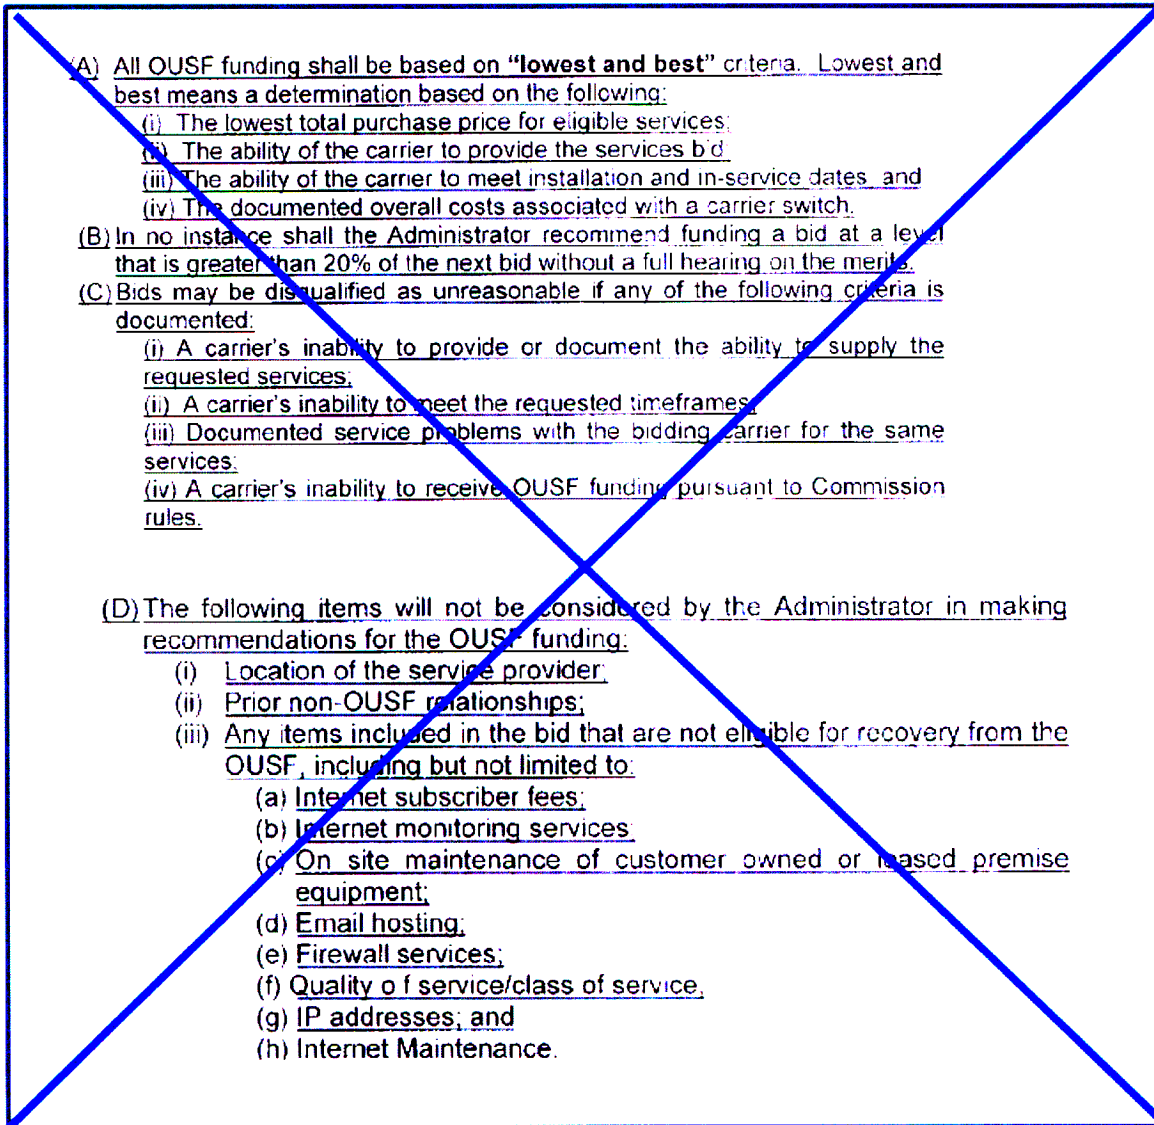 (A) All OUSF funding shall be based on "lowest and best" criteria. Lowest and
best means a determination based on the following:
(i) The lowest total purchase price for eligible services;
(ii) The ability of the carrier to provide the services bid
(iii) The ability of the carrier to meet installation and in-service dates and
(iv) The documented overall costs associated with a carrier switch.
(B) In no instance shall the Administrator recommend funding a bid at a level
that is greater than 20% of the next bid without a full hearing on the merits.
(C) Bids may be disqualified as unreasonable if any of the following criteria is
documented:
(i) A carrier's inability to provide or document the ability to supply the
requested services;
(ii) A carrier's inability to meet the requested timeframes;
(iii) Documented service problems with the bidding carrier for the same
services;
(iv) A carrier's inability to receive OUSF funding pursuant to Commission
rules.
(D) The following items will not be considered by the Administrator in making
recommendations for the OUSF funding:
(i) Location of the service provider;
(ii) Prior non-OUSF relationships;
(iii) Any items included in the bid that are not eligible for recovery from the
OUSF, including but not limited to:
(a) Internet subscriber fees;
(b) Internet monitoring services;
(c) On site maintenance of customer owned or leased premise
equipment;
(d) Email hosting;
(e) Firewall services;
(f) Quality o f service/class of service,
(g) IP addresses; and
(h) Internet Maintenance.